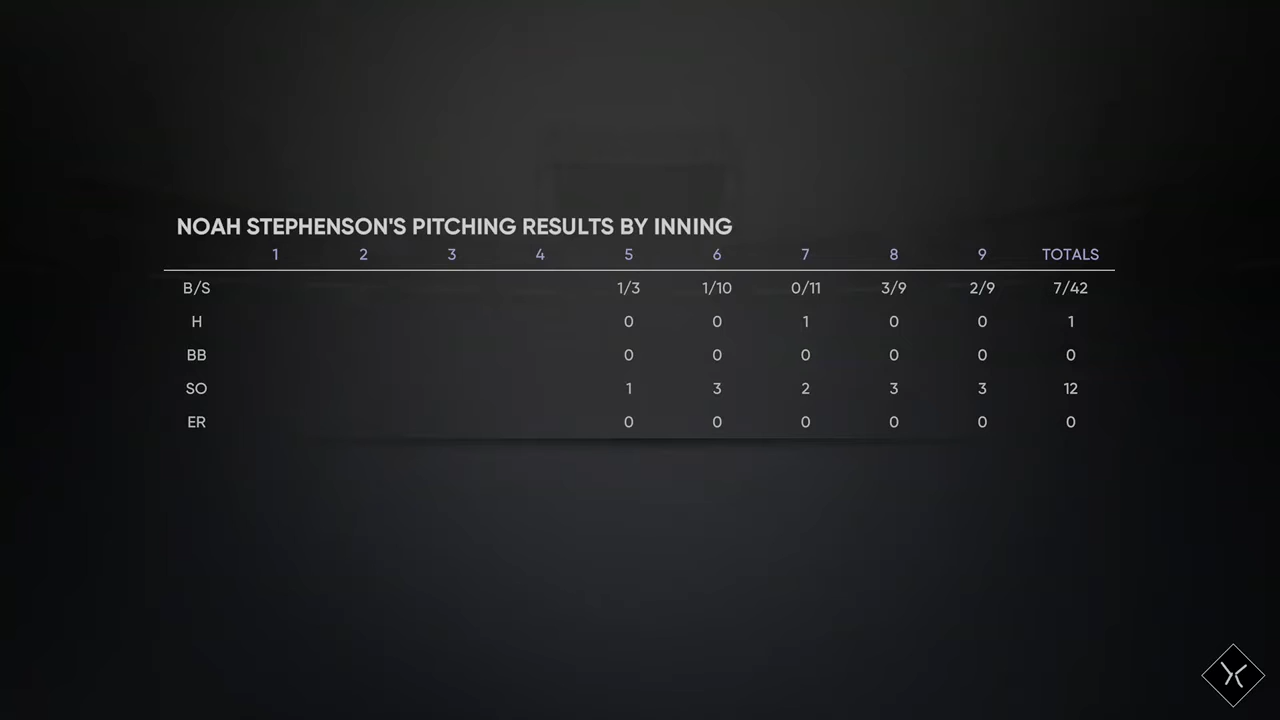 NOAH STEPHENSON'S PITCHING RESULTS BY INNING
1 2 3 4 5 6 7 8 9 TOTALS
B/S 1/3 1/10 0/11 3/9 2/9 7/42
H 0 0 1 0 0 1
BB 0 0 0 0 0 0
SO 1 3 2 3 3 12
ER 0 0 0 0 0 0